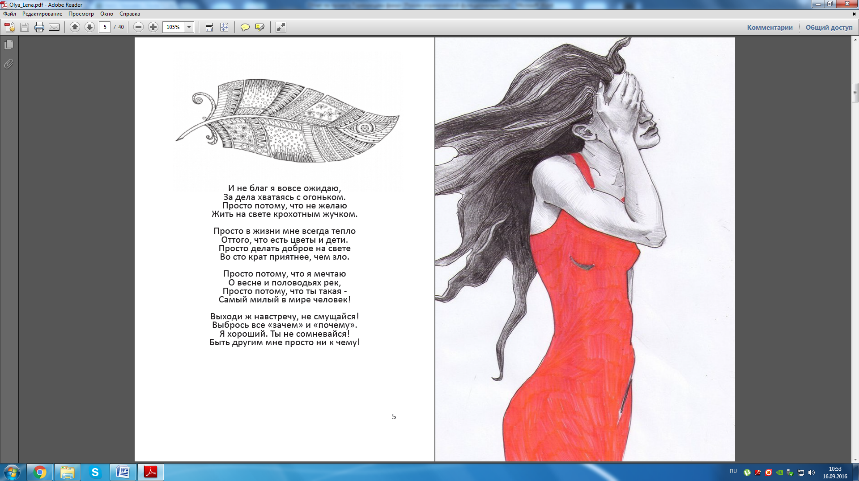 Olya_Lena.pdf - Adobe Reader
Файл Редактирование Просмотр Окно Справка
5 / 40
105%
Комментарии
Общий доступ
И не благ я вовсе ожидаю,
За дела хватаясь с огоньком.
Просто потому, что не желаю
Жить на свете крохотным жучком.
Просто в жизни мне всегда тепло
Оттого, что есть цветы и дети.
Просто делать доброе на свете
Во сто крат приятнее, чем зло.
Просто потому, что я мечтаю
О весне и половодьях рек,
Просто потому, что ты такая -
Самый милый в мире человек!
Выходи ж навстречу, не смущайся!
Выбрось все «зачем» и «почему».
Я хороший. Ты не сомневайся!
Быть другим мне просто ни к чему!
5
RU
16.09.2016